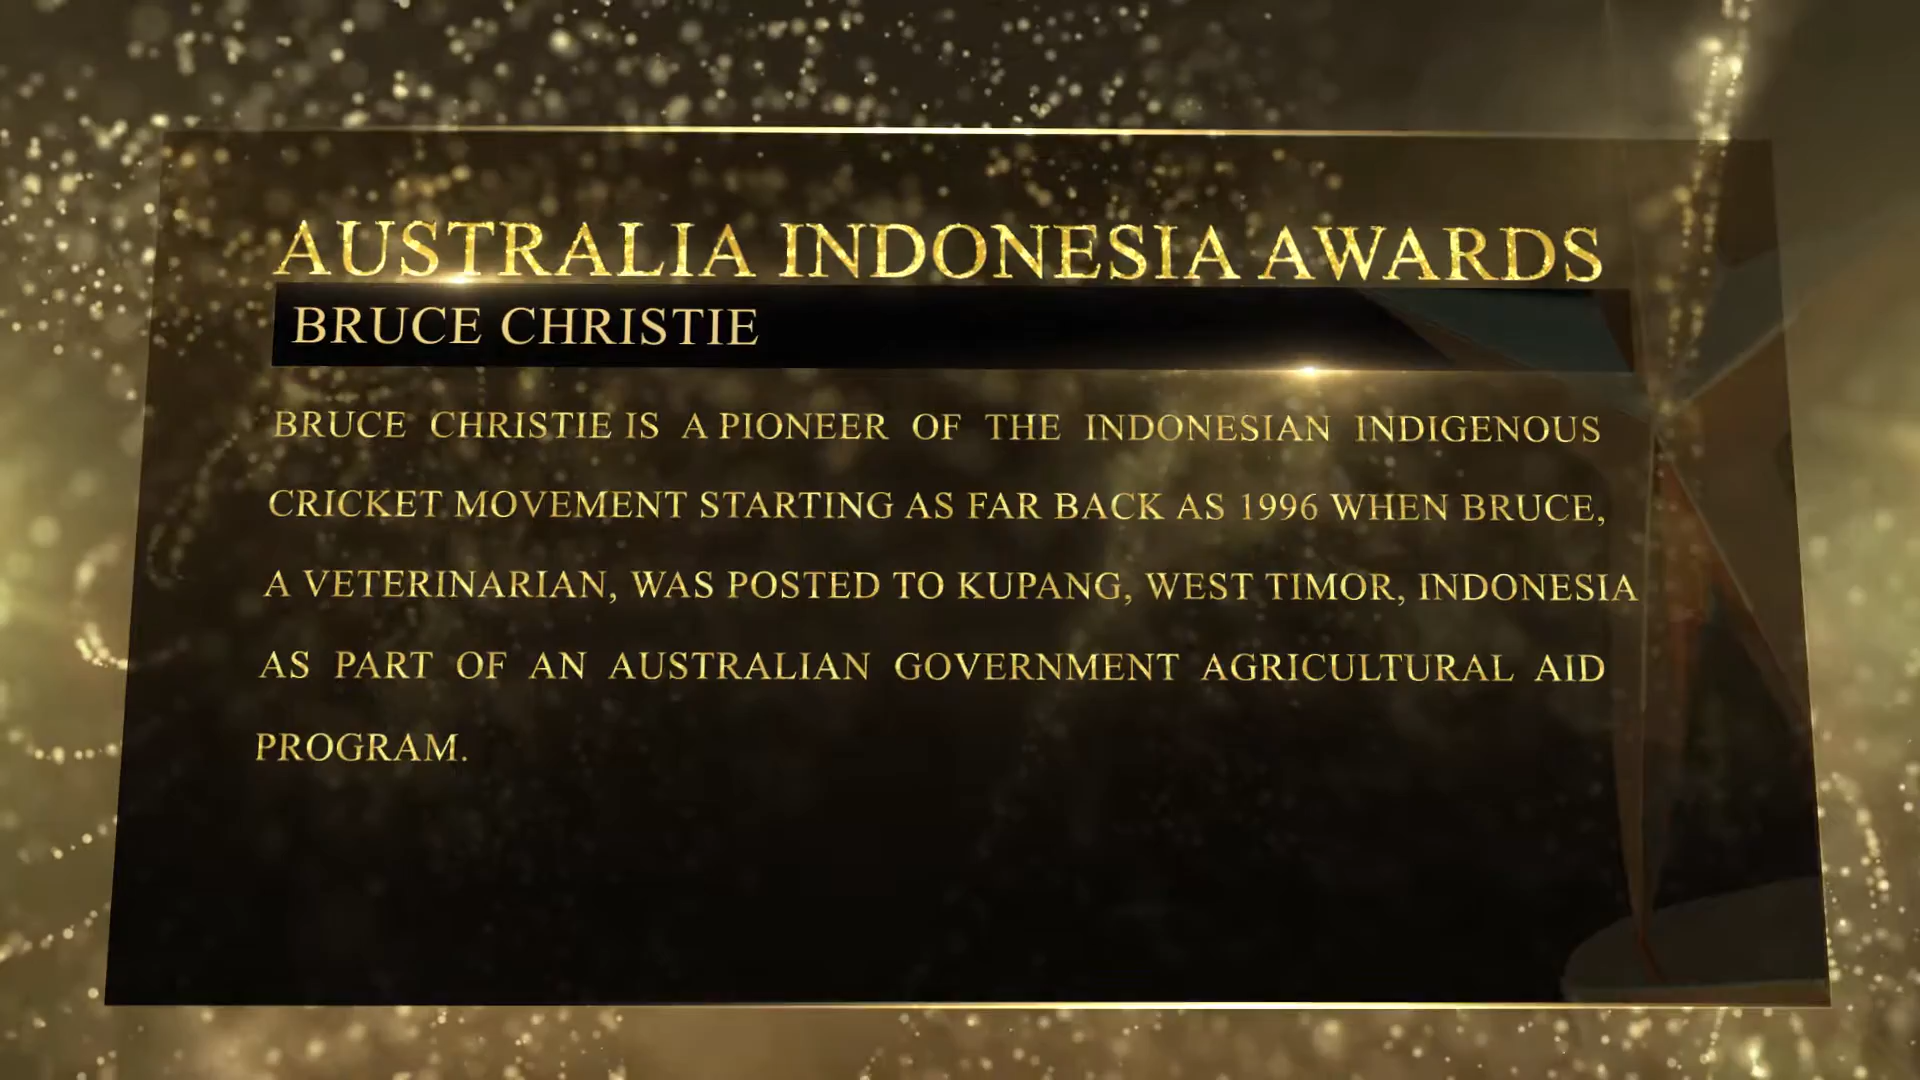 AUSTRALIA INDONESIA AWARDS
BRUCE CHRISTIE
BRUCE CHRISTIE IS A PIONEER OF THE INDONESIAN INDIGENOUS
CRICKET MOVEMENT STARTING AS FAR BACK AS 1996 WHEN BRUCE,
A VETERINARIAN, WAS POSTED TO KUPANG, WEST TIMOR, INDONESIA
AS PART OF AN AUSTRALIAN GOVERNMENT AGRICULTURAL AID
PROGRAM.